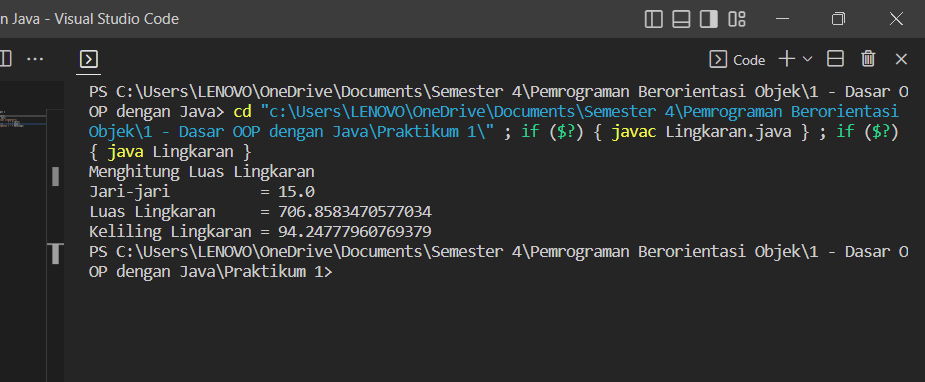 n Java - Visual Studio Code
Code
PS C:\Users\LENOVO\OneDrive\Documents\Semester 4\Pemrograman Berorientasi Objek\1 - Dasar O
OP dengan Java> cd "c:\Users\LENOVO\OneDrive\Documents\Semester 4\Pemrograman Berorientasi
Objek\1 - Dasar OOP dengan Java\Praktikum 1\" ; if ($?) { javac Lingkaran.java } ; if ($?)
{ java Lingkaran }
Menghitung Luas Lingkaran
Jari-jari = 15.0
Luas Lingkaran = 706.8583470577034
Keliling Lingkaran = 94.24777960769379
PS C:\Users\LENOVO\OneDrive\Documents\Semester 4\Pemrograman Berorientasi Objek\1 - Dasar O
OP dengan Java\Praktikum 1>